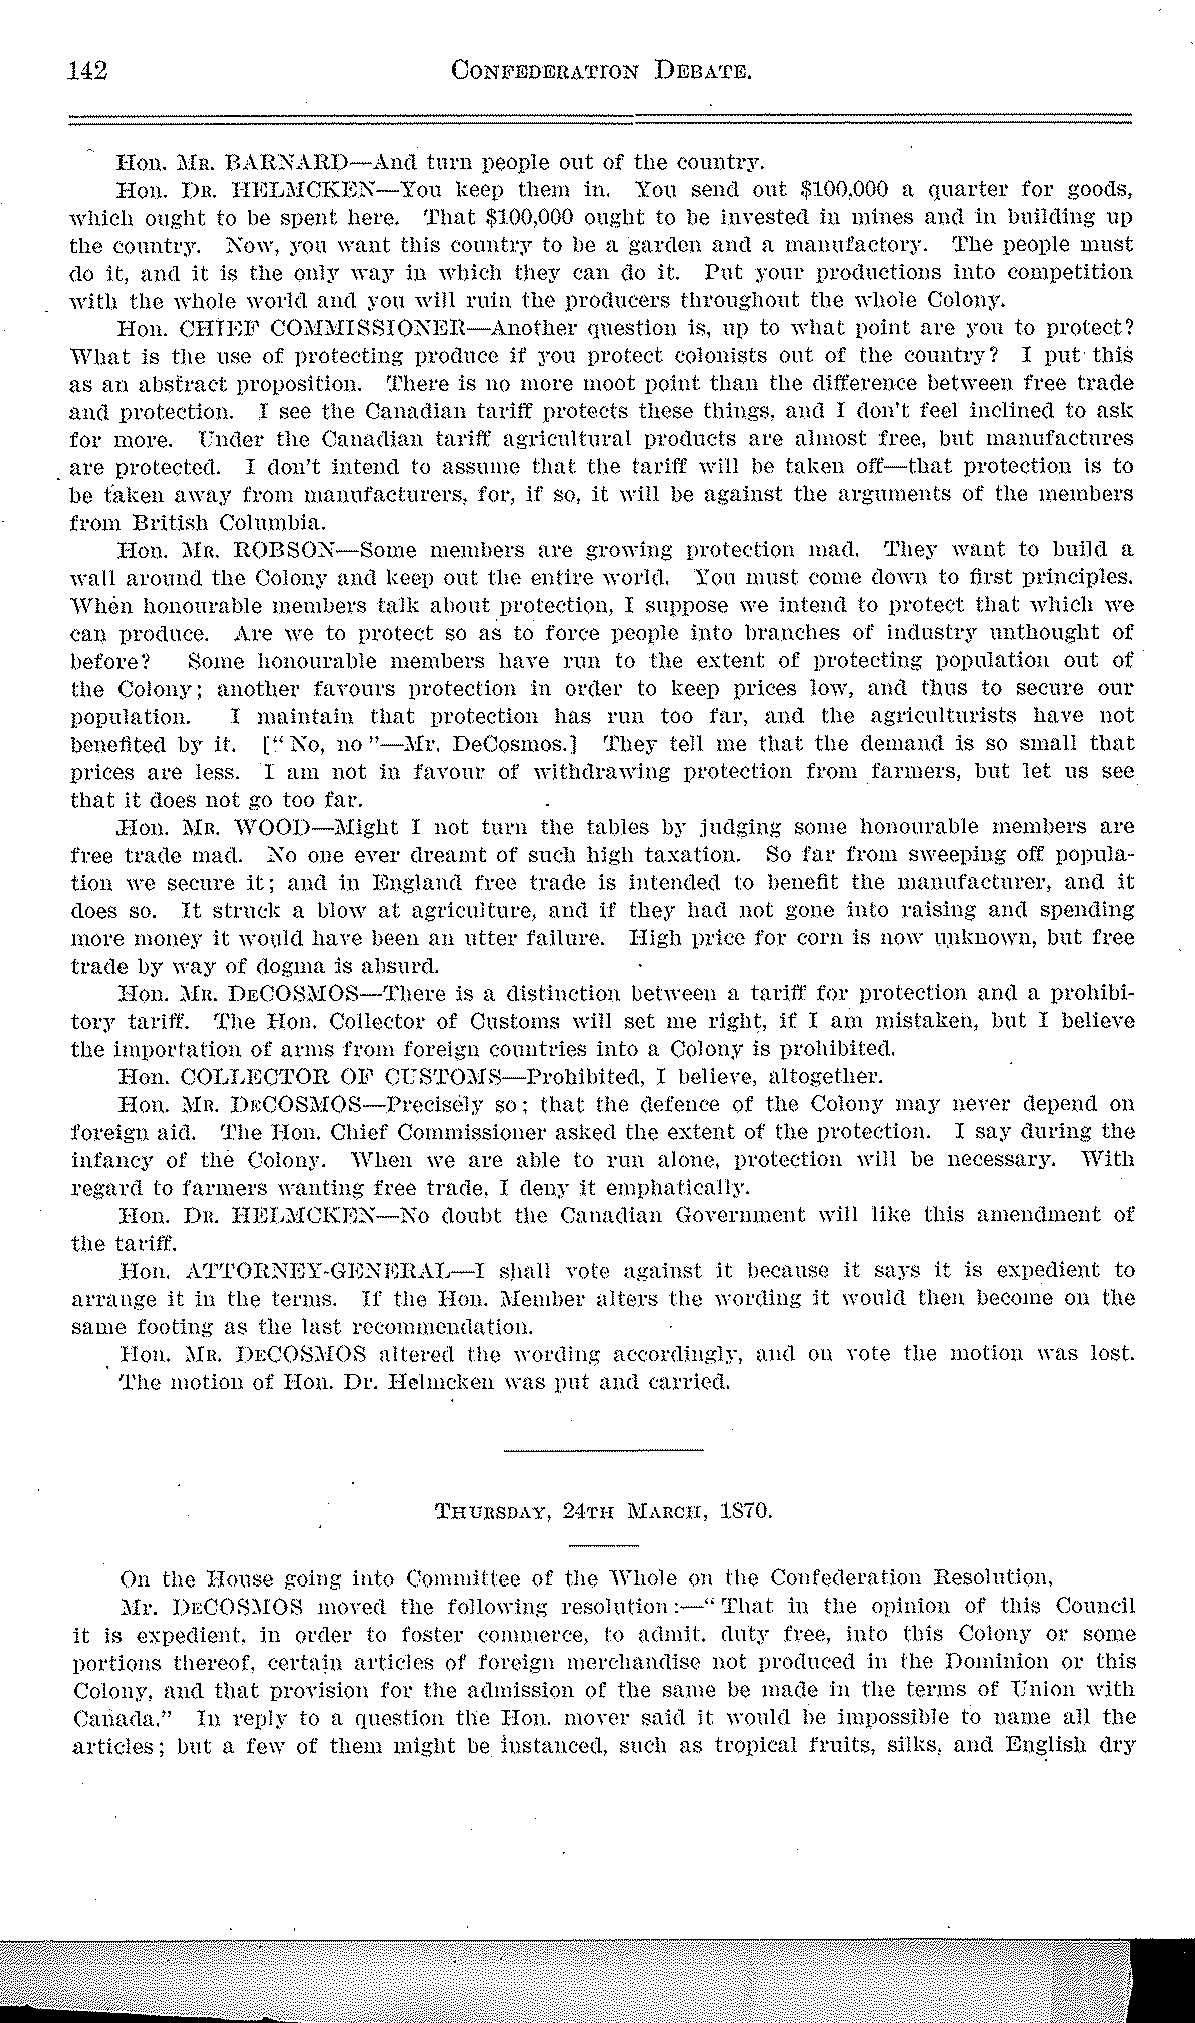 142 CONFEDERATION DEBATE.
Hon. MR. BARNARD—And turn people out of the country.
Hon. DR. HELMCKEN—You keep them in. You send out $100,000 a quarter for goods,
which ought to be spent here. That $100,000 ought to be invested in mines and in building up
the country. Now, you want this country to be a garden and a manufactory. The people must
do it, and it is the only way in which they can do it. Put your productions into competition
with the whole world and you will ruin the producers throughout the whole Colony.
Hon. CHIEF COMMISSIONER—Another question is, up to what point are you to protect?
What is the use of protecting produce if you protect colonists out of the country? I put this
as an abstract proposition. There is no more moot point than the difference between free trade
and protection. I see the Canadian tariff protects these things, and I don't feel inclined to ask
for more. Under the Canadian tariff agricultural products are almost free, but manufactures
are protected. I don't intend to assume that the tariff will be taken off—that protection is to
be taken away from manufacturers, for, if so, it will be against the arguments of the members
from British Columbia.
Hon. MR. ROBSON—Some members are growing protection mad. They want to build a
wall around the Colony and keep out the entire world. You must come down to first principles.
When honourable members talk about protection, I suppose we intend to protect that which we
can produce. Are we to protect so as to force people into branches of industry unthought of
before? Some honourable members have run to the extent of protecting population out of
the Colony; another favours protection in order to keep prices low, and thus to secure our
population. I maintain that protection has run too far, and the agriculturists have not
benefited by it. ["No, no"—Mr. DeCosmos.] They tell me that the demand is so small that
prices are less. I am not in favour of withdrawing protection from farmers, but let us see
that it does not go too far.
Hon. MR. WOOD—Might I not turn the tables by judging some honourable members are
free trade mad. No one ever dreamt of such high taxation. So far from sweeping off popula-
tion we secure it; and in England free trade is intended to benefit the manufacturer, and it
does so. It struck a blow at agriculture, and if they had not gone into raising and spending
more money it would have been an utter failure. High price for corn is now unknown, but free
trade by way of dogma is absurd.
Hon. MR. DECOSMOS—There is a distinction between a tariff for protection and a prohibi-
tory tariff. The Hon. Collector of Customs will set me right, if I am mistaken, but I believe
the importation of arms from foreign countries into a Colony is prohibited.
Hon. COLLECTOR OF CUSTOMS—Prohibited, I believe, altogether.
Hon. MR. DECOSMOS—Precisely so; that the defence of the Colony may never depend on
foreign aid. The Hon. Chief Commissioner asked the extent of the protection. I say during the
infancy of the Colony. When we are able to run alone, protection will be necessary. With
regard to farmers wanting free trade, I deny it emphatically.
Hon. DR. HELMCKEN—No doubt the Canadian Government will like this amendment of
the tariff.
Hon. ATTORNEY-GENERAL—I shall vote against it because it says it is expedient to
arrange it in the terms. If the Hon. Member alters the wording it would then become on the
same footing as the last recommendation.
Hon. MR. DECOSMOS altered the wording accordingly, and on vote the motion was lost.
The motion of Hon. Dr. Helmcken was put and carried.
THURSDAY, 24TH MARCH, 1870.
On the House going into Committee of the Whole on the Confederation Resolution,
Mr. DECOSMOS moved the following resolution:—"That in the opinion of this Council
it is expedient, in order to foster commerce, to admit, duty free, into this Colony or some
portions thereof, certain articles of foreign merchandise not produced in the Dominion or this
Colony, and that provision for the admission of the same be made in the terms of Union with
Canada." In reply to a question the Hon. mover said it would be impossible to name all the
articles; but a few of them might be instanced, such as tropical fruits, silks, and English dry